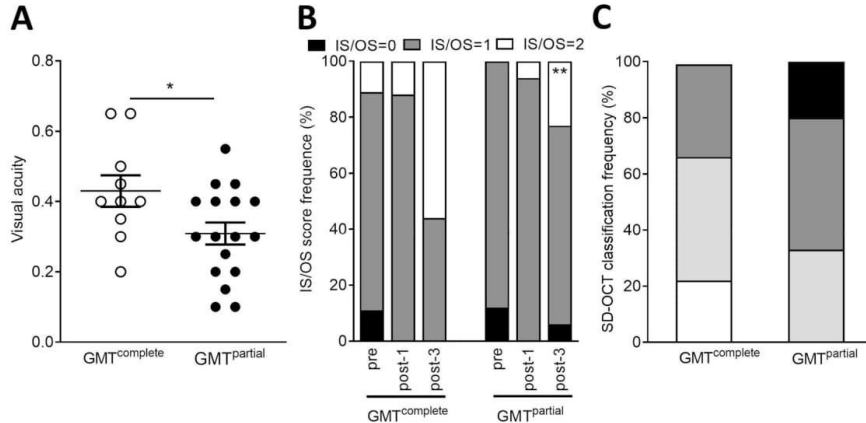 A
B
C
IS/OS=0 IS/OS=1 IS/OS=2
Visual acuity
0.8
0.6
0.4
0.2
0.0
*
GMTcomplete
GMTpartial
IS/OS score frequence (%)
100
80
60
40
20
0
**
pre
post-1
post-3
pre
post-1
post-3
GMTcomplete
GMTpartial
SD-OCT classification frequency (%)
100
80
60
40
20
0
GMTcomplete
GMTpartial